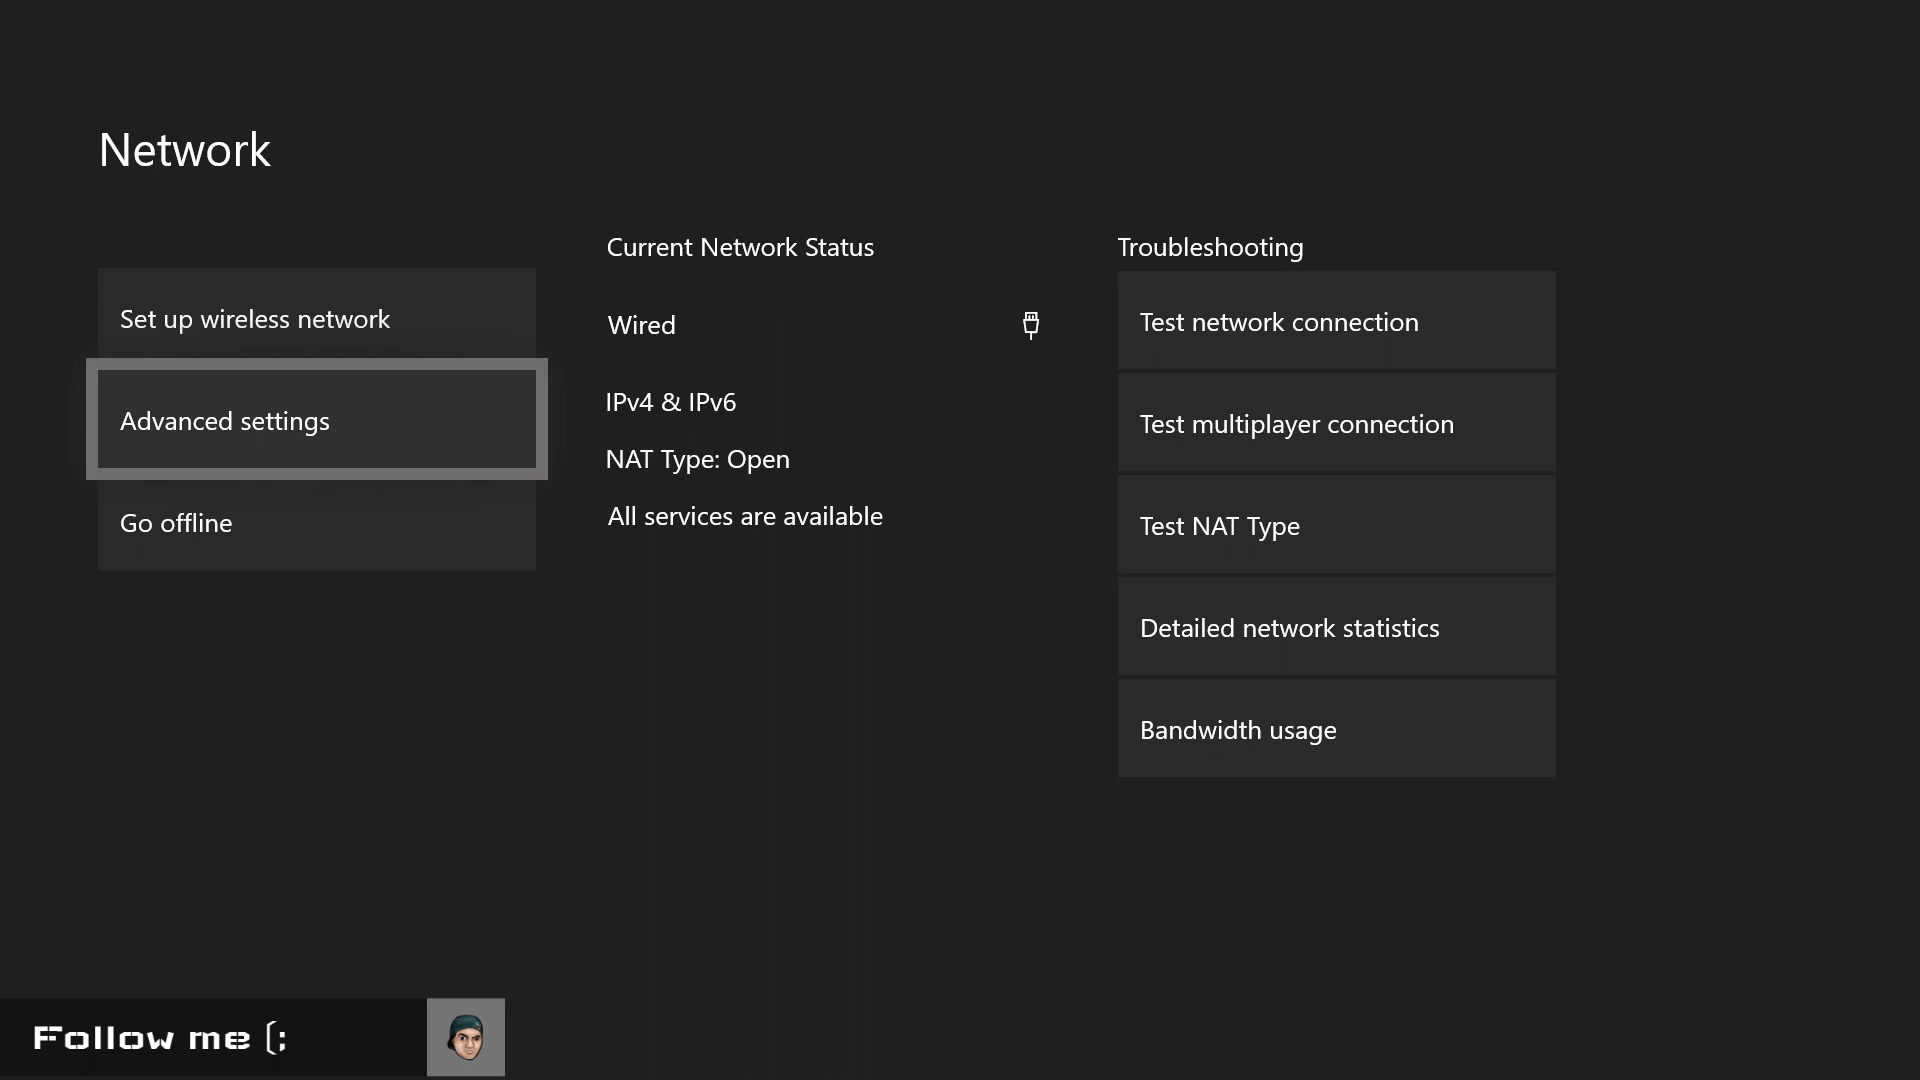 Network
Set up wireless network
Advanced settings
Go offline
Current Network Status
Wired
IPv4 & IPv6
NAT Type: Open
All services are available
Troubleshooting
Test network connection
Test multiplayer connection
Test NAT Type
Detailed network statistics
Bandwidth usage
Follow me (;